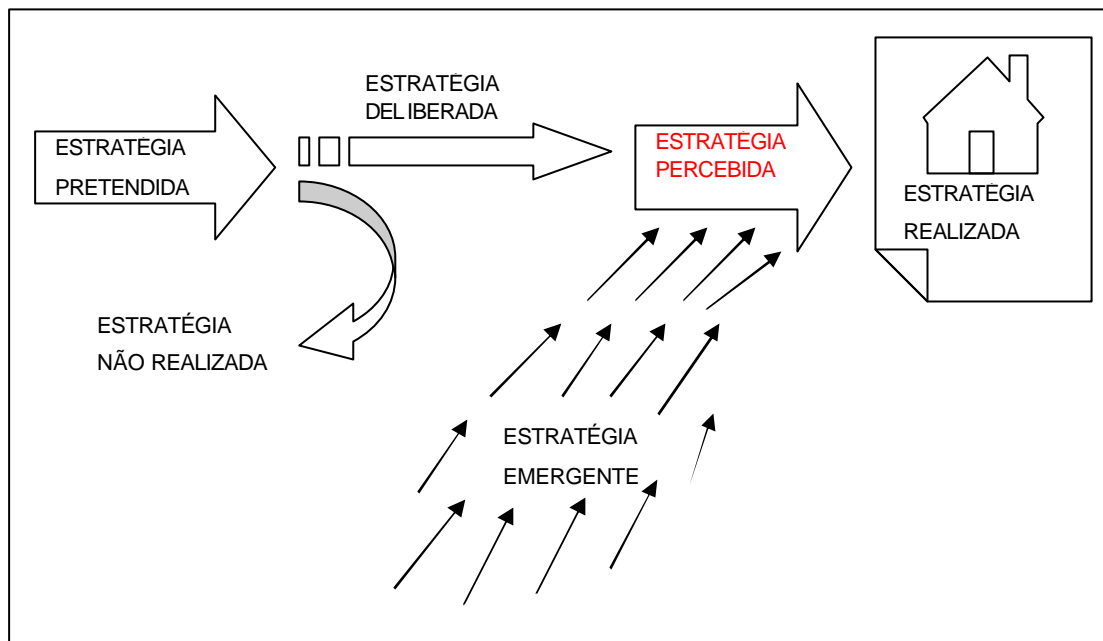 ESTRATÉGIA
PRETENDIDA
ESTRATÉGIA
DELIBERADA
ESTRATÉGIA
PERCEBIDA
ESTRATÉGIA
REALIZADA
ESTRATÉGIA
NÃO REALIZADA
ESTRATÉGIA
EMERGENTE